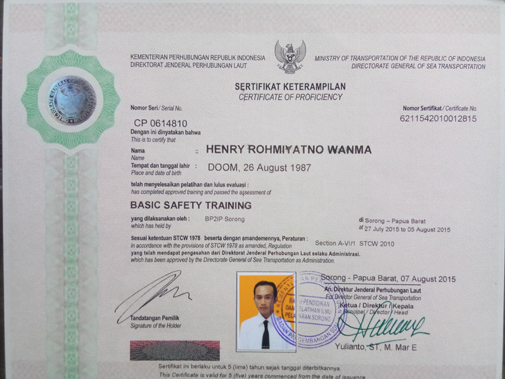 KEMENTERIAN PERHUBUNGAN REPUBLIK INDONESIA
DIREKTORAT JENDERAL PERHUBUNGAN LAUT
MINISTRY OF TRANSPORTATION OF THE REPUBLIC OF INDONESIA
DIRECTORATE GENERAL OF SEA TRANSPORTATION
SERTIFIKAT KETERAMPILAN
CERTIFICATE OF PROFICIENCY
Nomor Seri/ Serial No.
CP 0614810
Nomor Sertifikat/ Certificate No.
6211542010012815
Dengan ini dinyatakan bahwa
This is to certify that
Nama : HENRY ROHMIYATNO WANMA
Name
Tempat dan tanggal lahir : DOOM, 26 August 1987
Place and date of birth
telah menyelesaikan pelatihan dan lulus evaluasi :
has completed approved training and passed the assessment of
BASIC SAFETY TRAINING
yang dilaksanakan oleh : BP2IP Sorong
which has held by
di Sorong – Papua Barat
at 27 July 2015 to 05 August 2015
Sesuai ketentuan STCW 1978 beserta dengan amandemennya, Peraturan :
in accordance with the provisions of STCW 1978 as amended, Regulation
Section A-VI/1 STCW 2010
yang telah mendapat pengesahan dari Direktorat Jenderal Perhubungan Laut selaku Administrasi.
which has been approved by the Directorate General of Sea Transportation as Administration.
Sorong - Papua Barat, 07 August 2015
An. Direktur Jenderal Perhubungan Laut
For Director General of Sea Transportation
Ketua / Direktur / Kepala
Director / Head
Tandatangan Pemilik
Signature of the Holder
Yulianto, ST, M. Mar E
Sertifikat ini berlaku untuk 5 (lima) tahun sejak tanggal diterbitkannya
This Certificate is valid for 5 (five) years commenced from the date of issuance